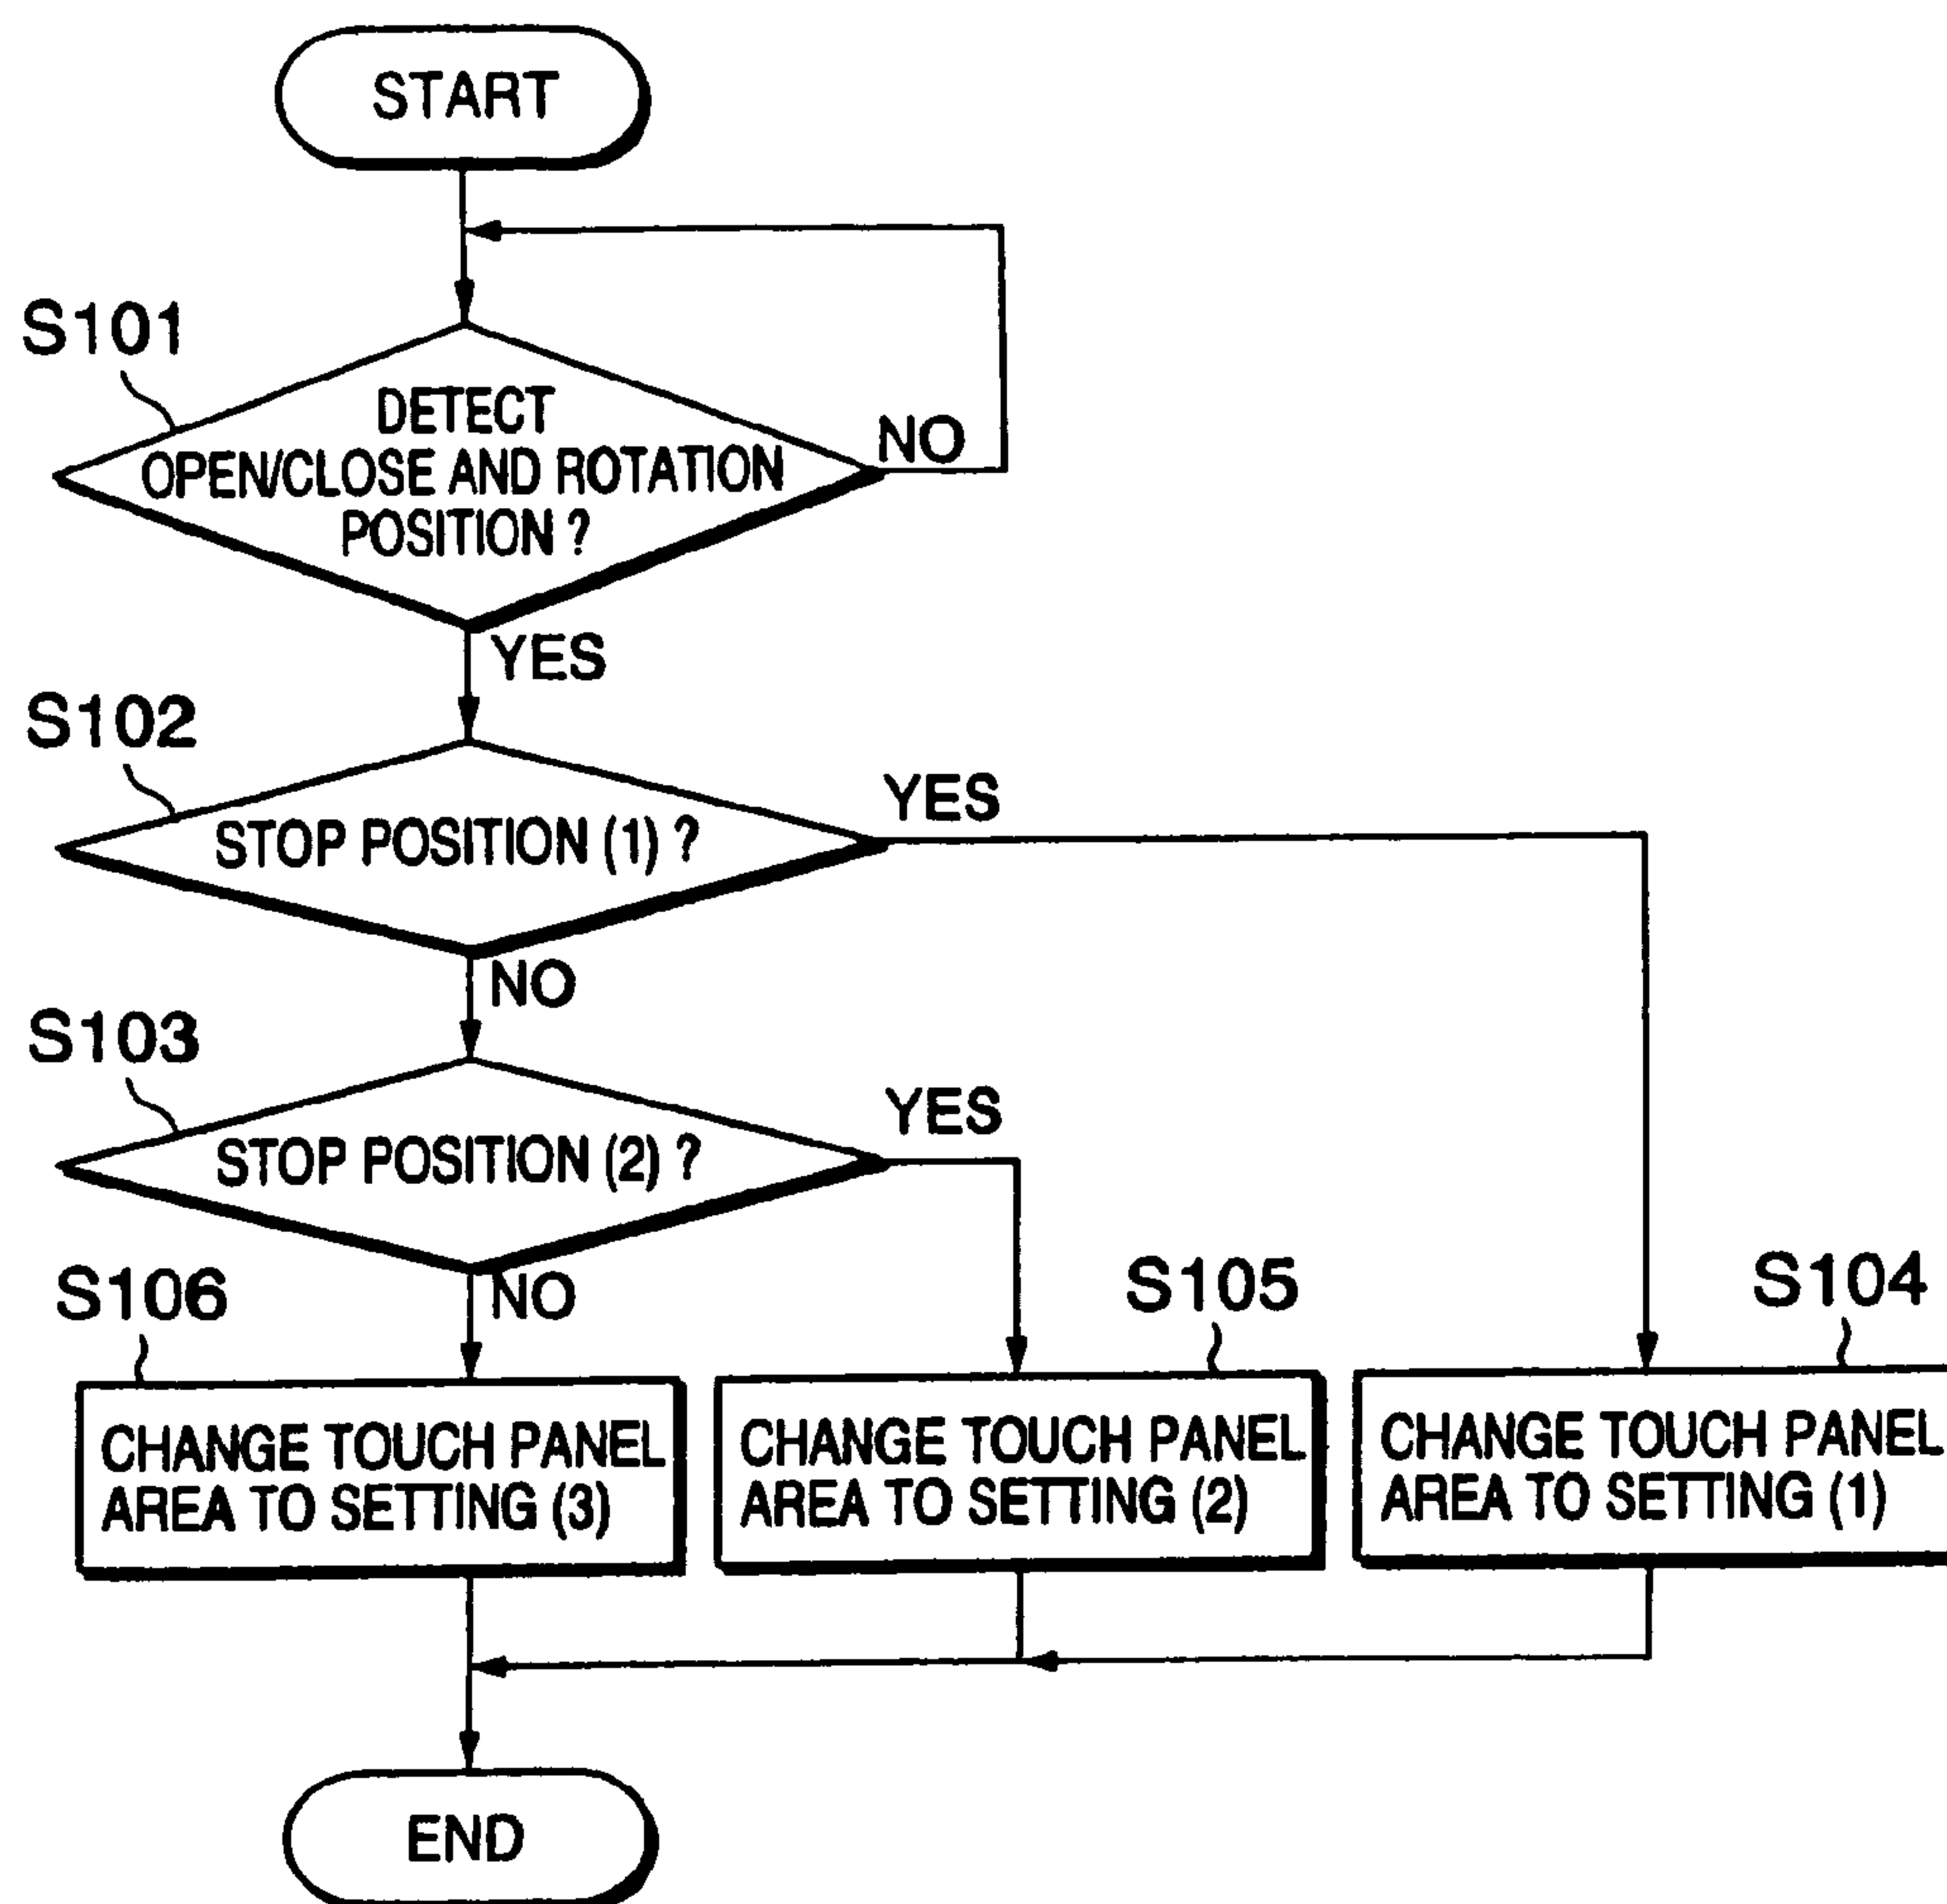 START
S101
DETECT
OPEN/CLOSE AND ROTATION
POSITION ?
NO
YES
S102
STOP POSITION (1) ?
YES
NO
S103
STOP POSITION (2) ?
YES
NO
S106
S105
S104
CHANGE TOUCH PANEL
AREA TO SETTING (3)
CHANGE TOUCH PANEL
AREA TO SETTING (2)
CHANGE TOUCH PANEL
AREA TO SETTING (1)
END